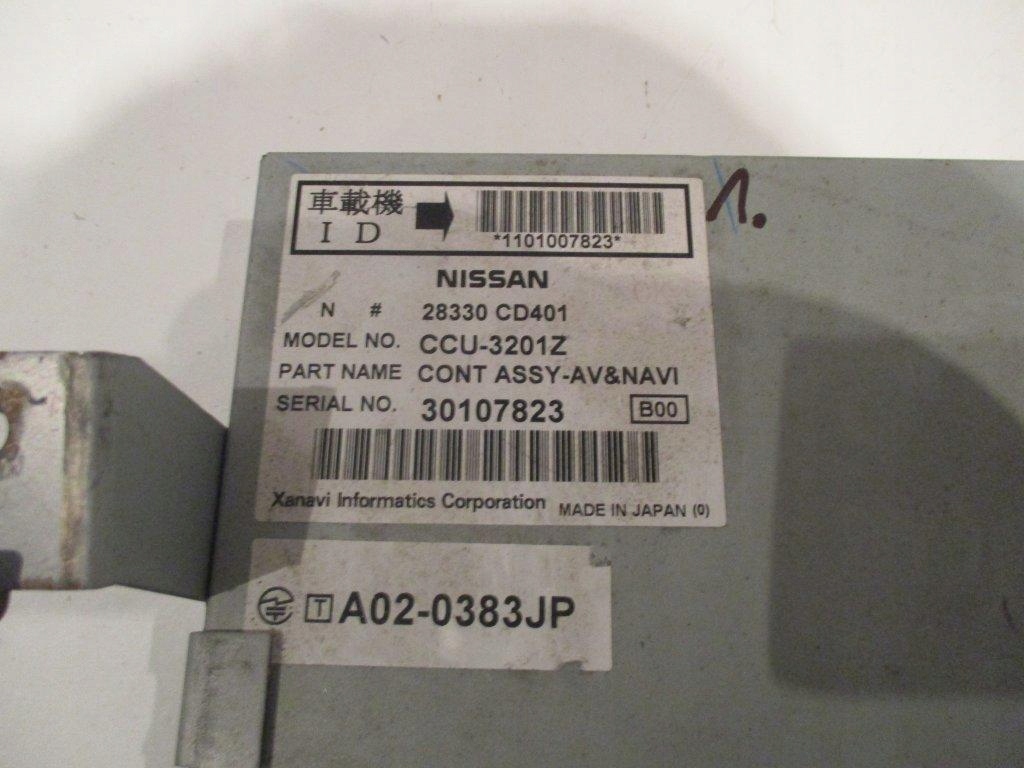 車載機
I D
*1101007823*
NISSAN
N # 28330 CD401
MODEL NO. CCU-3201Z
PART NAME CONT ASSY-AV&NAVI
SERIAL NO. 30107823 B00
Xanavi Informatics Corporation MADE IN JAPAN (0)
T A02-0383JP
1.